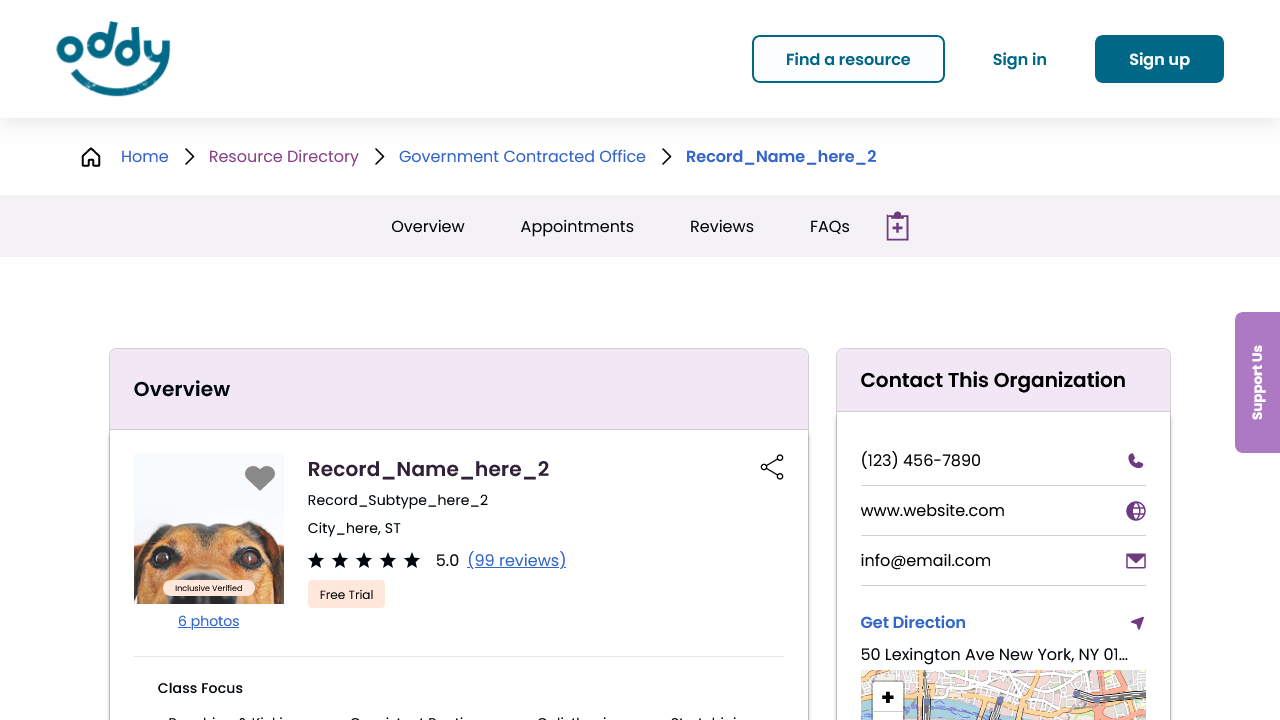 oddy
Find a resource
Sign in
Sign up
Home
Resource Directory
Government Contracted Office
Record_Name_here_2
Overview
Appointments
Reviews
FAQs
Support Us
Overview
Inclusive Verified
6 photos
Record_Name_here_2
Record_Subtype_here_2
City_here, ST
5.0 (99 reviews)
Free Trial
Class Focus
Contact This Organization
(123) 456-7890
www.website.com
info@email.com
Get Direction
50 Lexington Ave New York, NY 01...
+